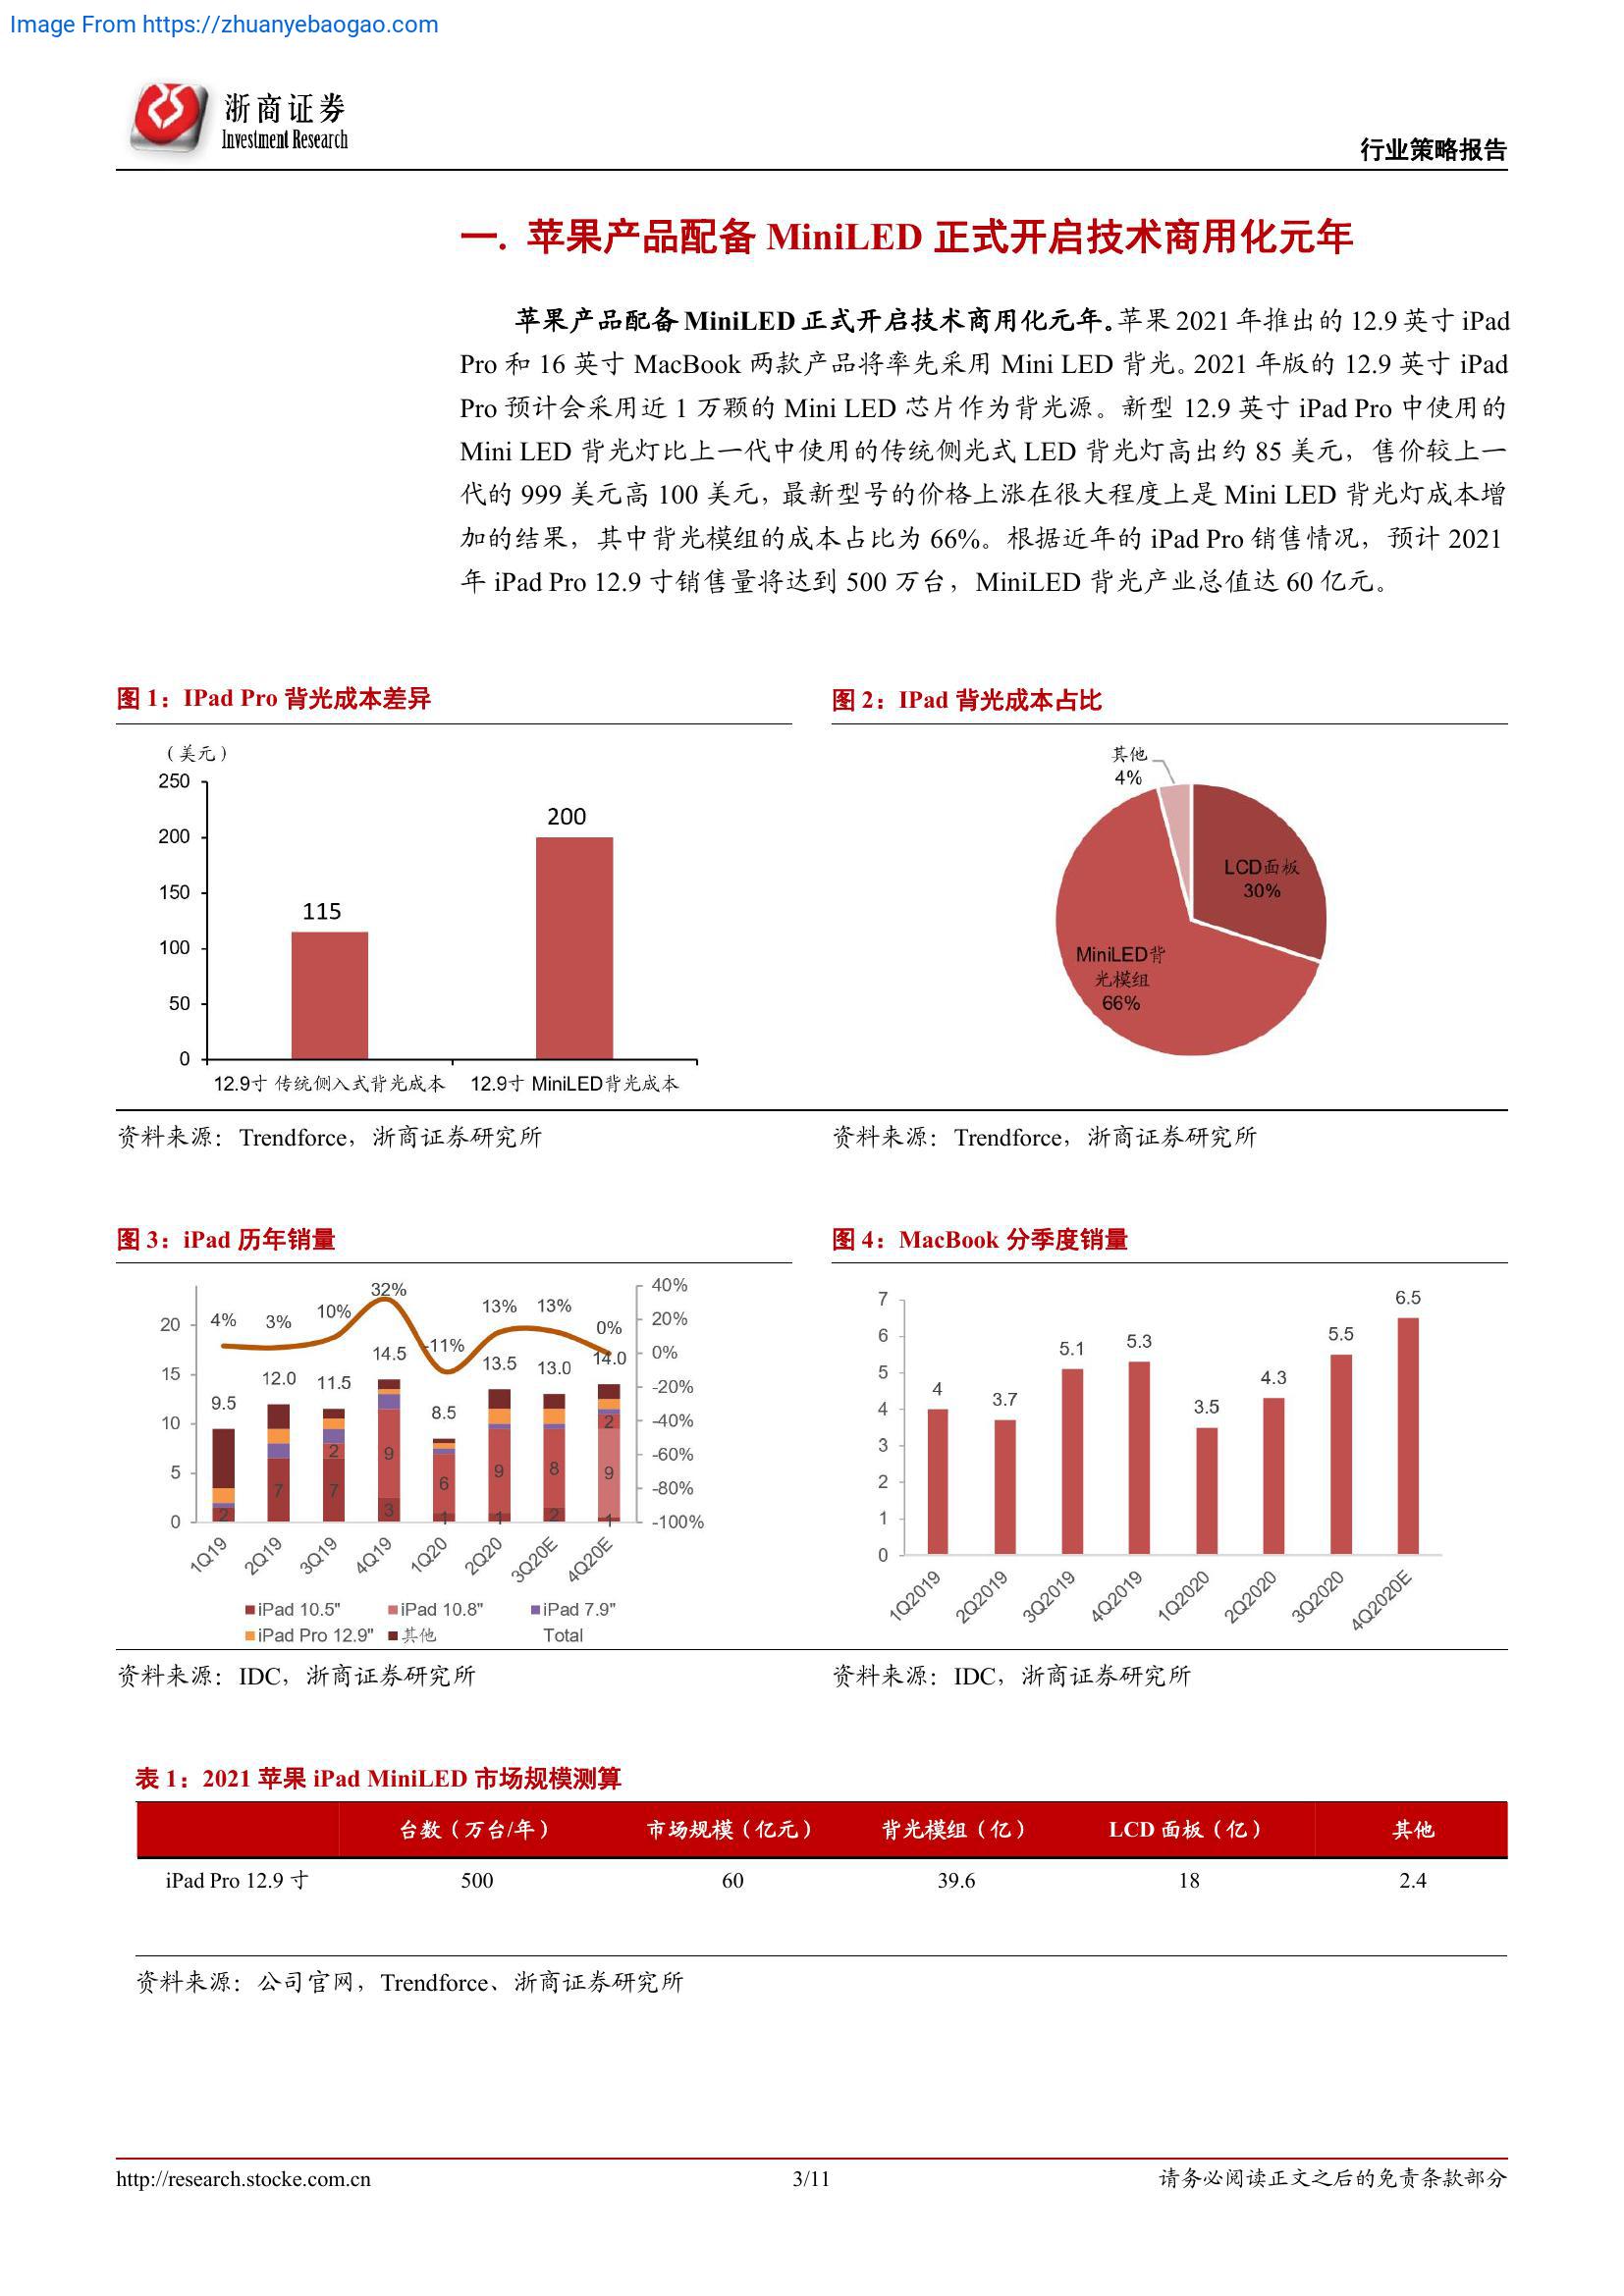 Image From https://zhuanyebaogao.com
浙商证券
Investment Research
行业策略报告
一. 苹果产品配备 MiniLED 正式开启技术商用化元年
苹果产品配备 MiniLED 正式开启技术商用化元年。苹果 2021 年推出的 12.9 英寸 iPad
Pro 和 16 英寸 MacBook 两款产品将率先采用 Mini LED 背光。2021 年版的 12.9 英寸 iPad
Pro 预计会采用近 1 万颗的 Mini LED 芯片作为背光源。新型 12.9 英寸 iPad Pro 中使用的
Mini LED 背光灯比上一代中使用的传统侧光式 LED 背光灯高出约 85 美元，售价较上一
代的 999 美元高 100 美元，最新型号的价格上涨在很大程度上是 Mini LED 背光灯成本增
加的结果，其中背光模组的成本占比为 66%。根据近年的 iPad Pro 销售情况，预计 2021
年 iPad Pro 12.9 寸销售量将达到 500 万台，MiniLED 背光产业总值达 60 亿元。
图 1：IPad Pro 背光成本差异
（美元）
250
200
150
100
50
0
115
200
12.9寸 传统侧入式背光成本
12.9寸 MiniLED背光成本
资料来源：Trendforce，浙商证券研究所
图 2：IPad 背光成本占比
其他
4%
LCD面板
30%
MiniLED背
光模组
66%
资料来源：Trendforce，浙商证券研究所
图 3：iPad 历年销量
20
15
10
5
0
40%
20%
0%
-20%
-40%
-60%
-80%
-100%
4%
3%
10%
32%
-11%
13%
13%
0%
9.5
12.0
11.5
14.5
8.5
13.5
13.0
14.0
2
7
2
7
9
3
6
1
9
1
8
2
2
9
1
1Q19
2Q19
3Q19
4Q19
1Q20
2Q20
3Q20E
4Q20E
iPad 10.5" iPad 10.8" iPad 7.9"
iPad Pro 12.9" 其他 Total
资料来源：IDC，浙商证券研究所
图 4：MacBook 分季度销量
7
6
5
4
3
2
1
0
4
3.7
5.1
5.3
3.5
4.3
5.5
6.5
1Q2019
2Q2019
3Q2019
4Q2019
1Q2020
2Q2020
3Q2020
4Q2020E
资料来源：IDC，浙商证券研究所
表 1：2021 苹果 iPad MiniLED 市场规模测算
台数（万台/年） 市场规模（亿元） 背光模组（亿） LCD 面板（亿） 其他
iPad Pro 12.9 寸 500 60 39.6 18 2.4
资料来源：公司官网，Trendforce、浙商证券研究所
http://research.stocke.com.cn 3/11 请务必阅读正文之后的免责条款部分